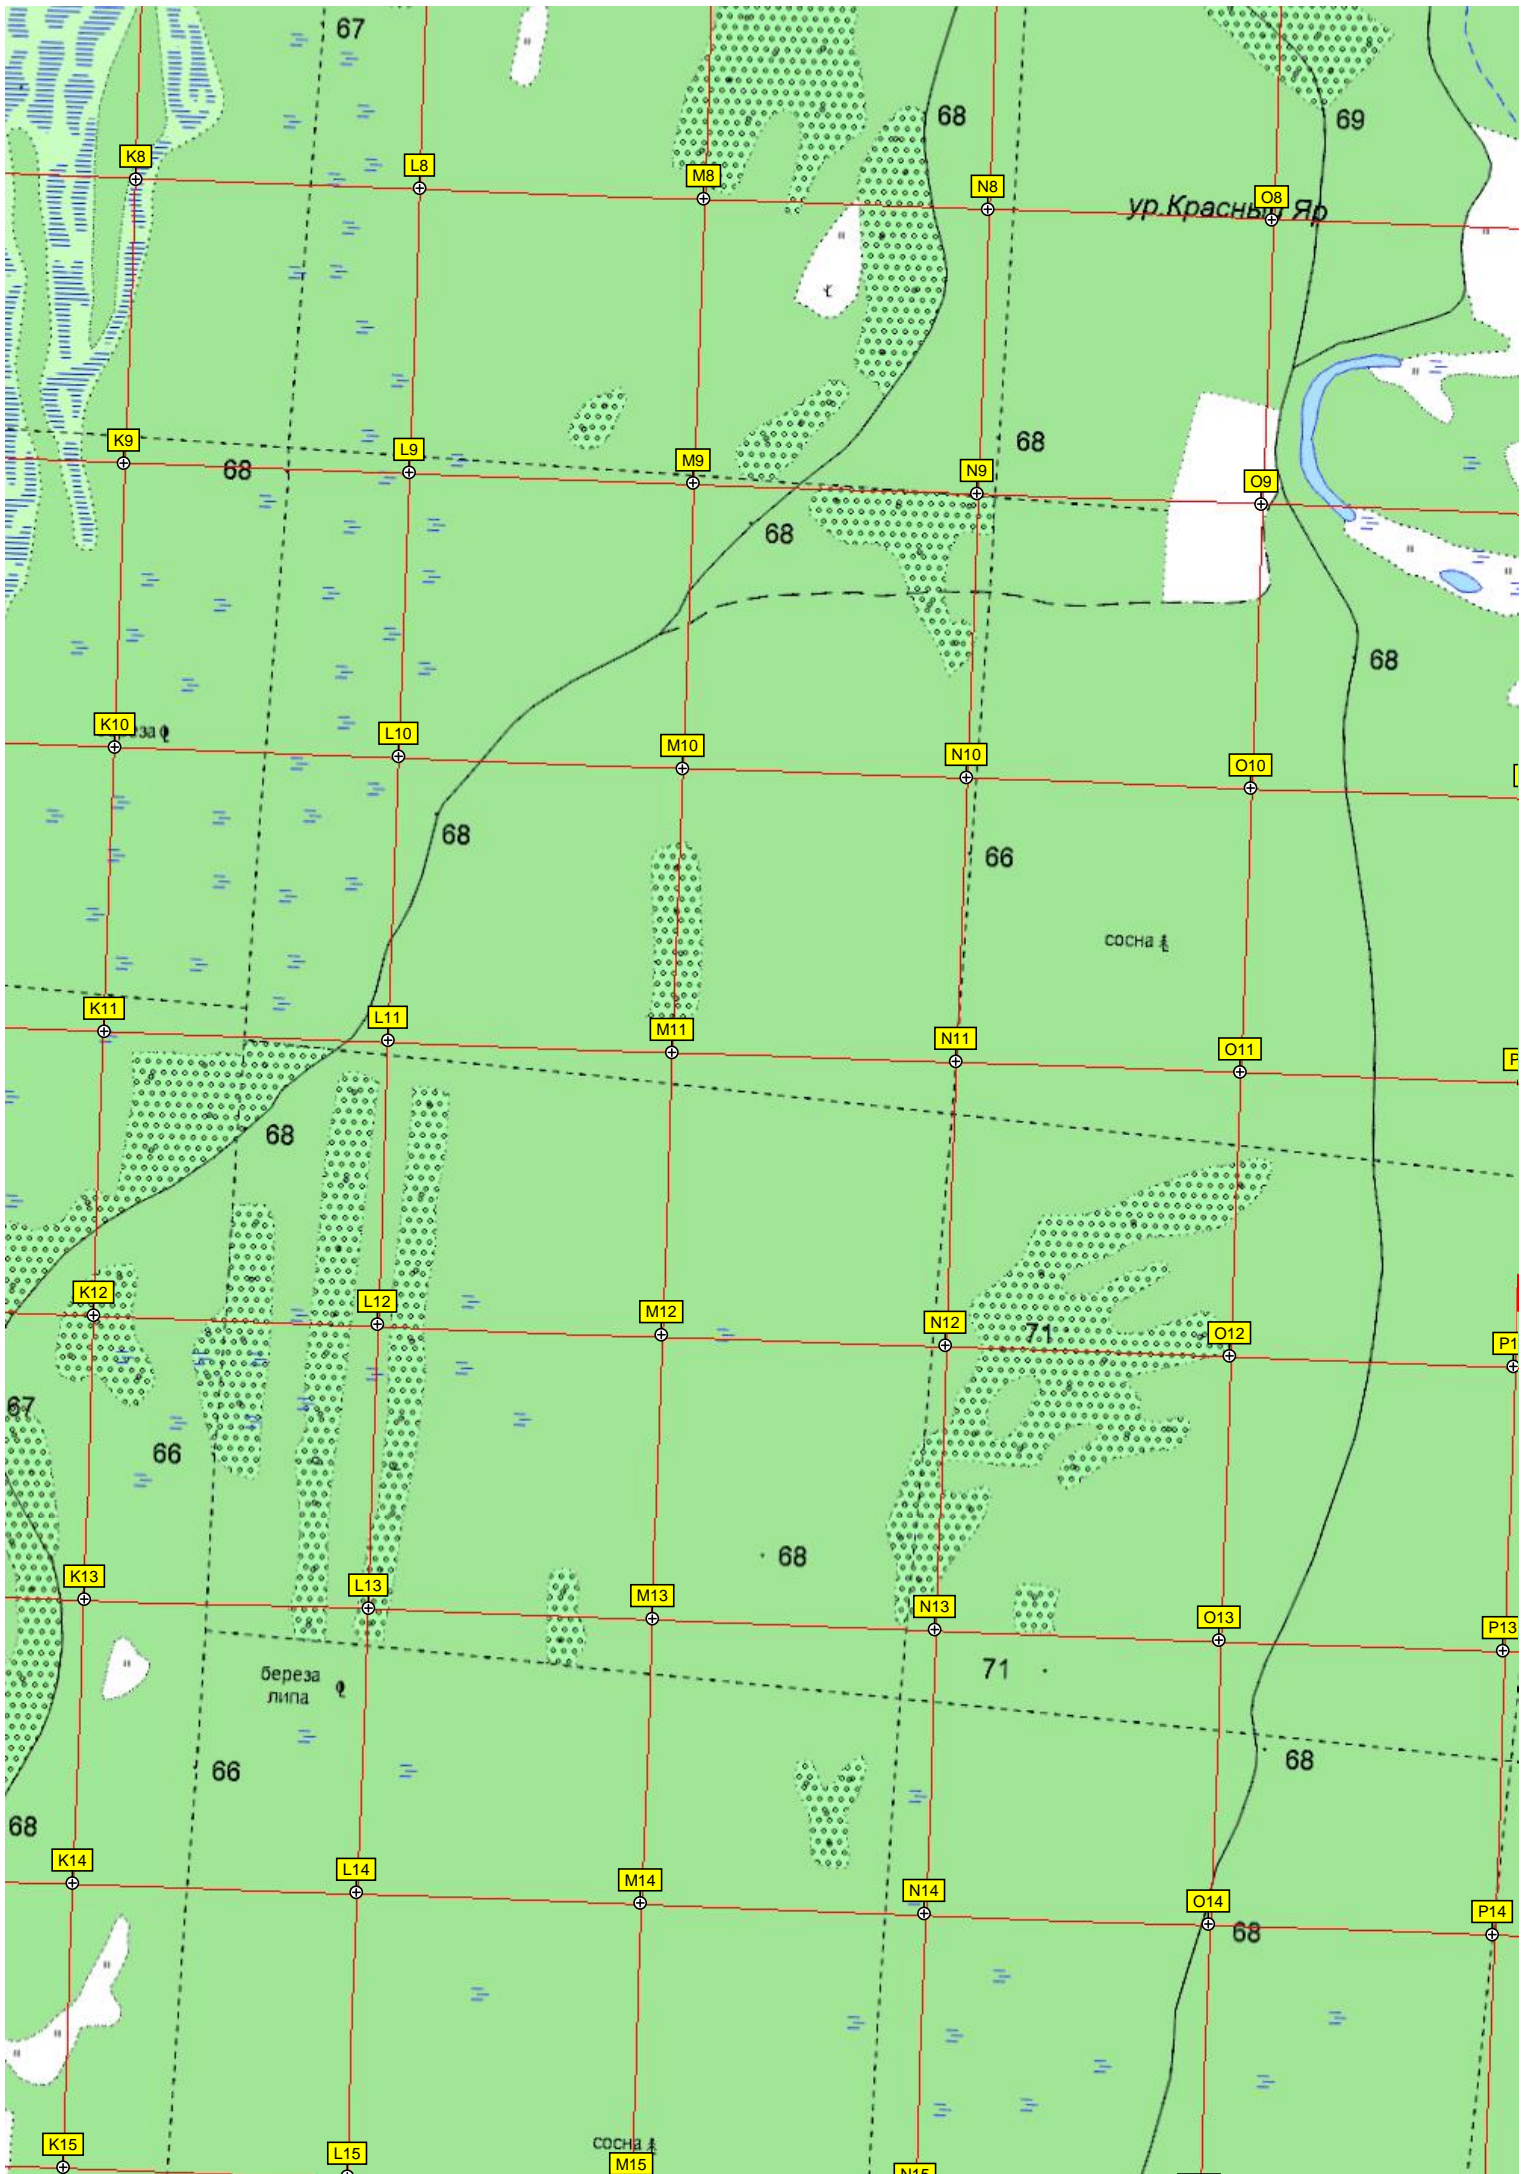 67
68
69
K8
L8
M8
N8
O8
ур.Красный Яр
K9
68
L9
M9
N9
68
O9
68
68
K10
L10
M10
N10
O10
68
66
сосна
K11
L11
M11
N11
O11
P
68
K12
L12
M12
N12
71
O12
P1
67
66
68
K13
L13
M13
N13
O13
P13
береза
липа
71
66
68
68
K14
L14
M14
N14
O14
68
P14
K15
L15
сосна
M15
N15